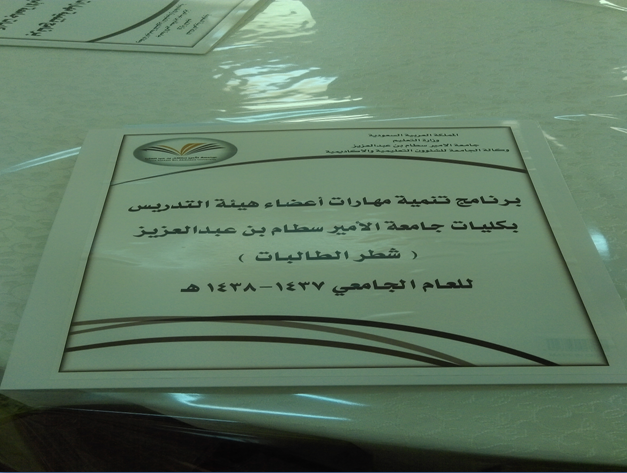 المملكة العربية السعودية
وزارة التعليم
جامعة الأمير سطام بن عبدالعزيز
وكالة الجامعة للشؤون التعليمية والأكاديمية
برنامج تنمية مهارات أعضاء هيئة التدريس
بكليات جامعة الأمير سطام بن عبدالعزيز
( شطر الطالبات )
للعام الجامعي ١٤٣٧-١٤٣٨ هـ